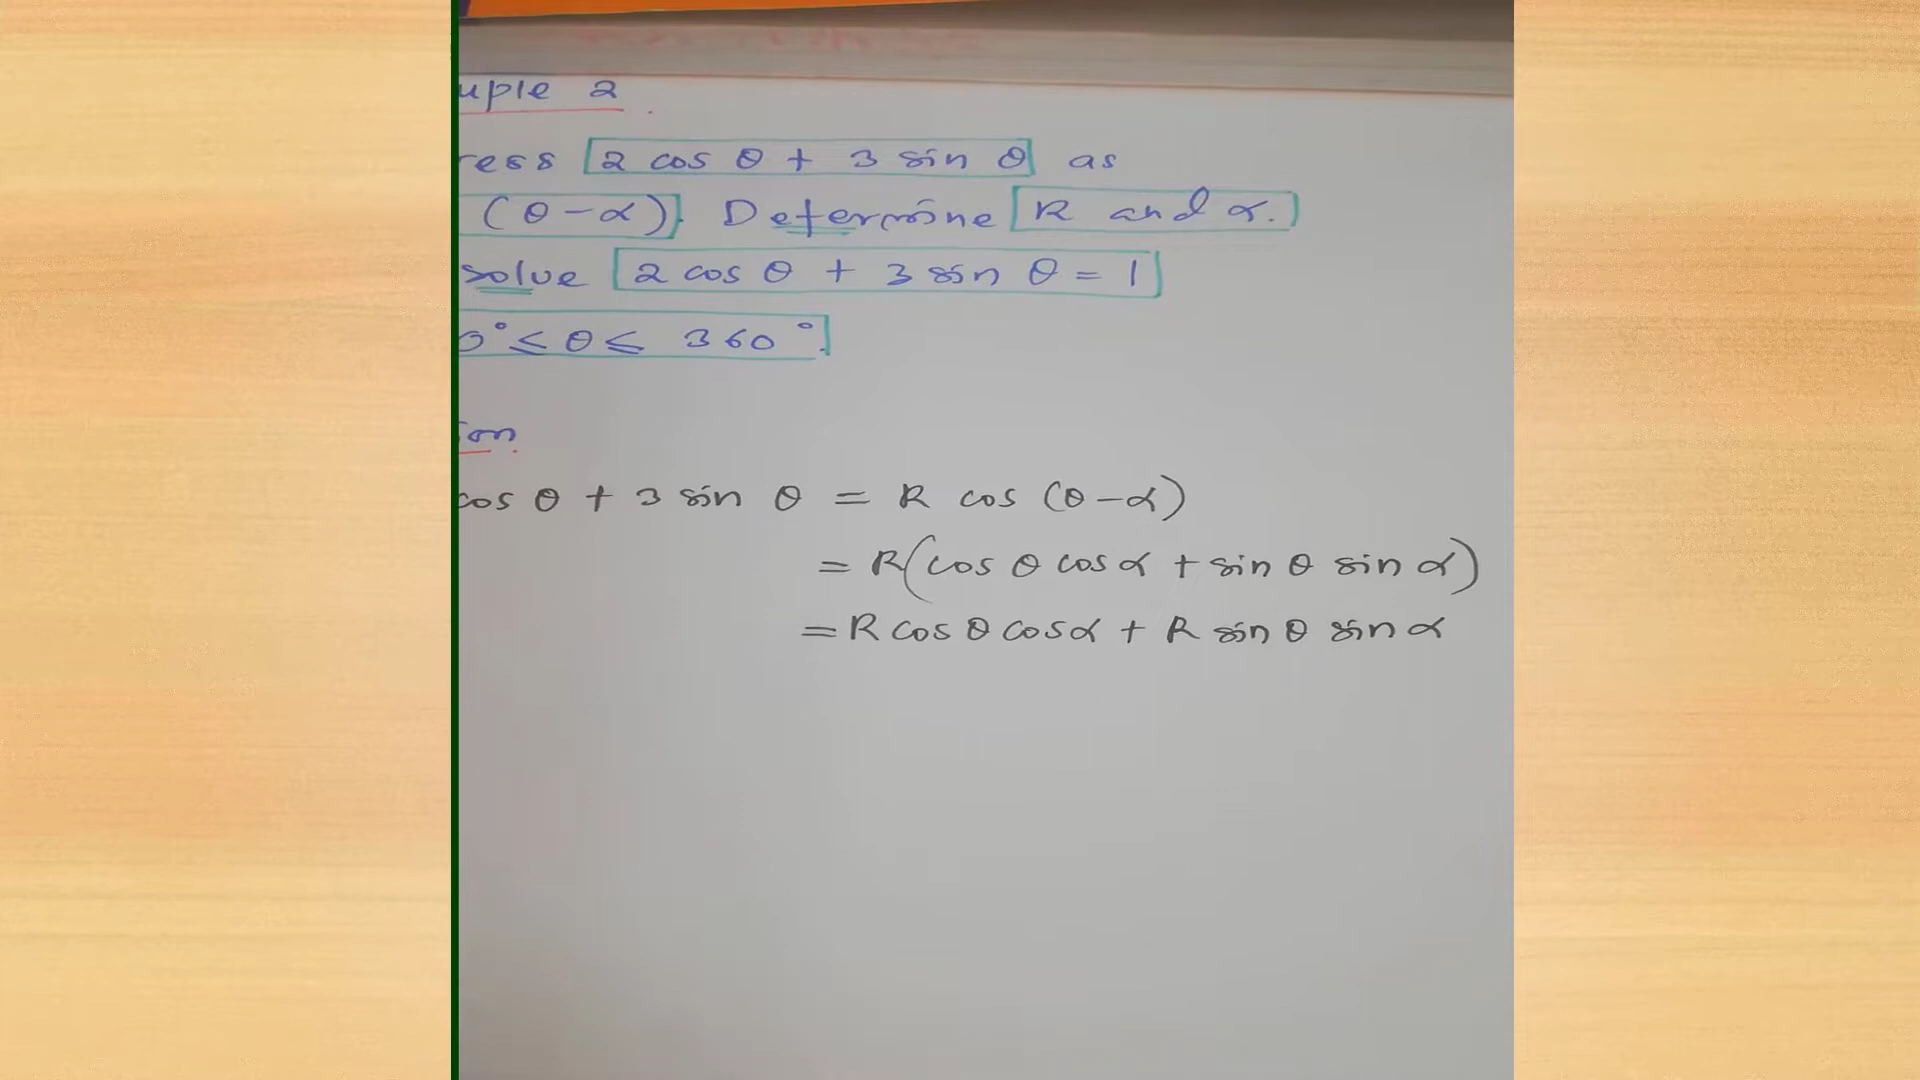 uple 2
ress 2 cos θ + 3 sin θ as
(θ-α). Determine R and α.
solve 2 cos θ + 3 sin θ = 1
0° ≤ θ ≤ 360°.
ion.
cos θ + 3 sin θ = R cos (θ-α)
= R(cos θ cos α + sin θ sin α)
= R cos θ cos α + R sin θ sin α